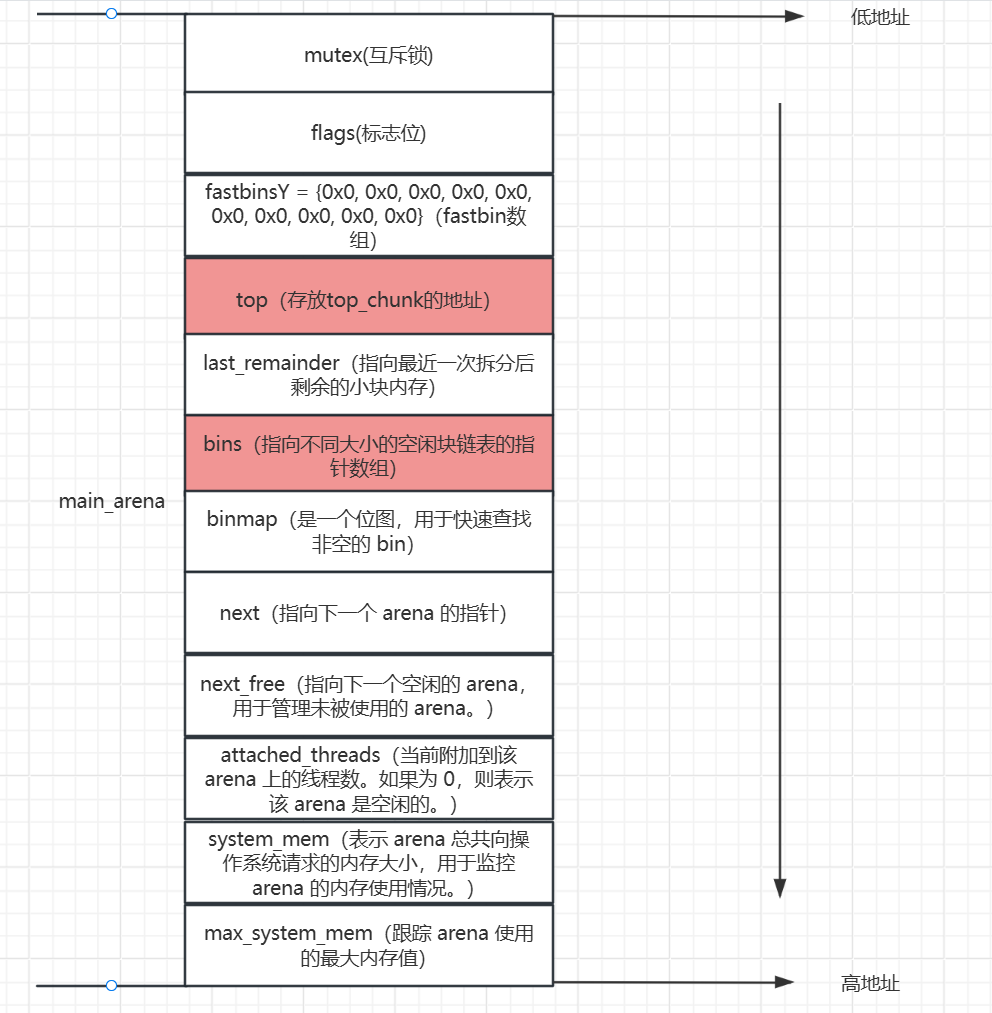 低地址
mutex(互斥锁)
flags(标志位)
fastbinsY = {0x0, 0x0, 0x0, 0x0, 0x0,
0x0, 0x0, 0x0, 0x0, 0x0}（fastbin数
组）
top（存放top_chunk的地址）
last_remainder（指向最近一次拆分后
剩余的小块内存）
bins（指向不同大小的空闲块链表的指
针数组）
main_arena
binmap（是一个位图，用于快速查找
非空的 bin）
next（指向下一个 arena 的指针）
next_free（指向下一个空闲的 arena，
用于管理未被使用的 arena。）
attached_threads（当前附加到该
arena 上的线程数。如果为 0，则表示
该 arena 是空闲的。）
system_mem（表示 arena 总共向操
作系统请求的内存大小，用于监控
arena 的内存使用情况。）
max_system_mem（跟踪 arena 使用
的最大内存值）
高地址